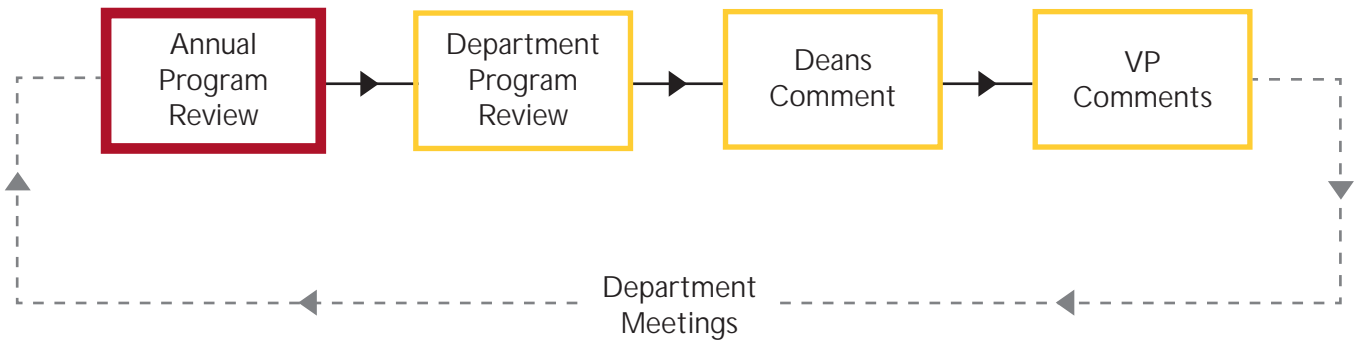 Annual
Program
Review
Department
Program
Review
Deans
Comment
VP
Comments
Department
Meetings